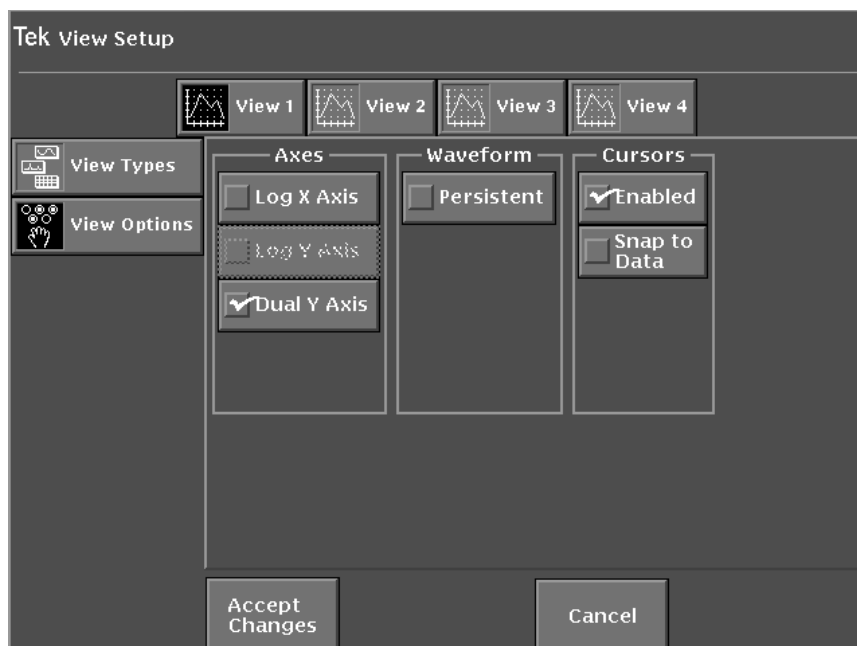 Tek View Setup
View 1 View 2 View 3 View 4
View Types
View Options
Axes
Log X Axis
Log Y Axis
Dual Y Axis
Waveform
Persistent
Cursors
Enabled
Snap to
Data
Accept
Changes
Cancel